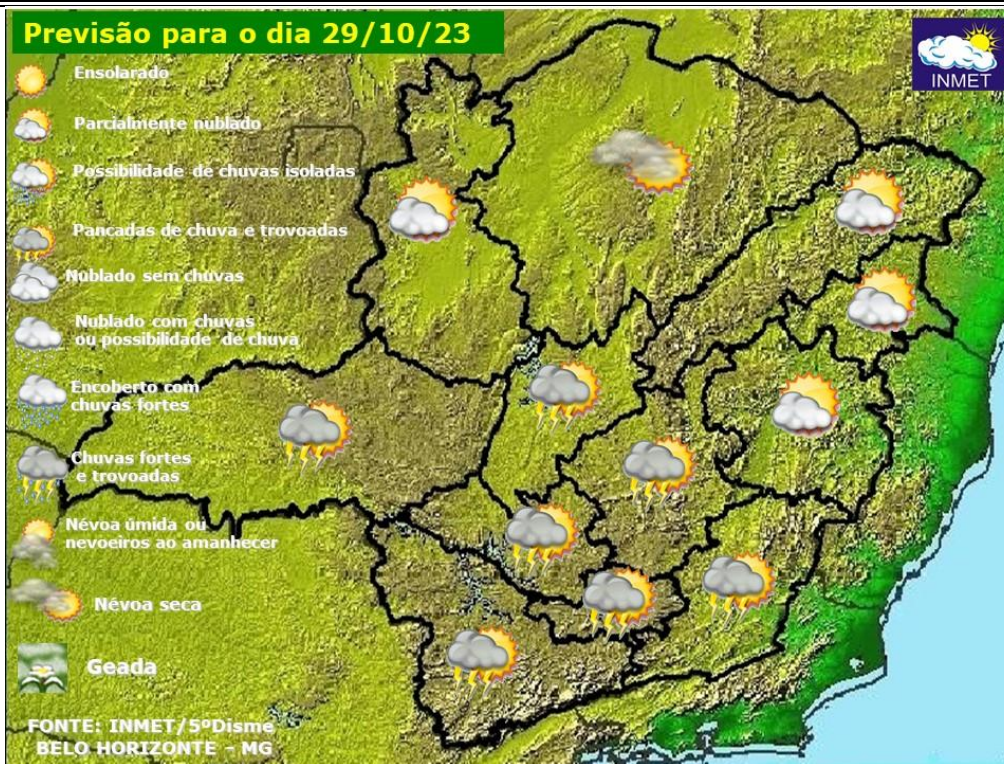 Previsão para o dia 29/10/23
INMET
Ensolarado
Parcialmente nublado
Possibilidade de chuvas isoladas
Pancadas de chuva e trovoadas
Nublado sem chuvas
Nublado com chuvas
ou possibilidade de chuva
Encoberto com
chuvas fortes
Chuvas fortes
e trovoadas
Névoa úmida ou
nevoeiros ao amanhecer
Névoa seca
Geada
FONTE: INMET/5ºDisme
BELO HORIZONTE - MG